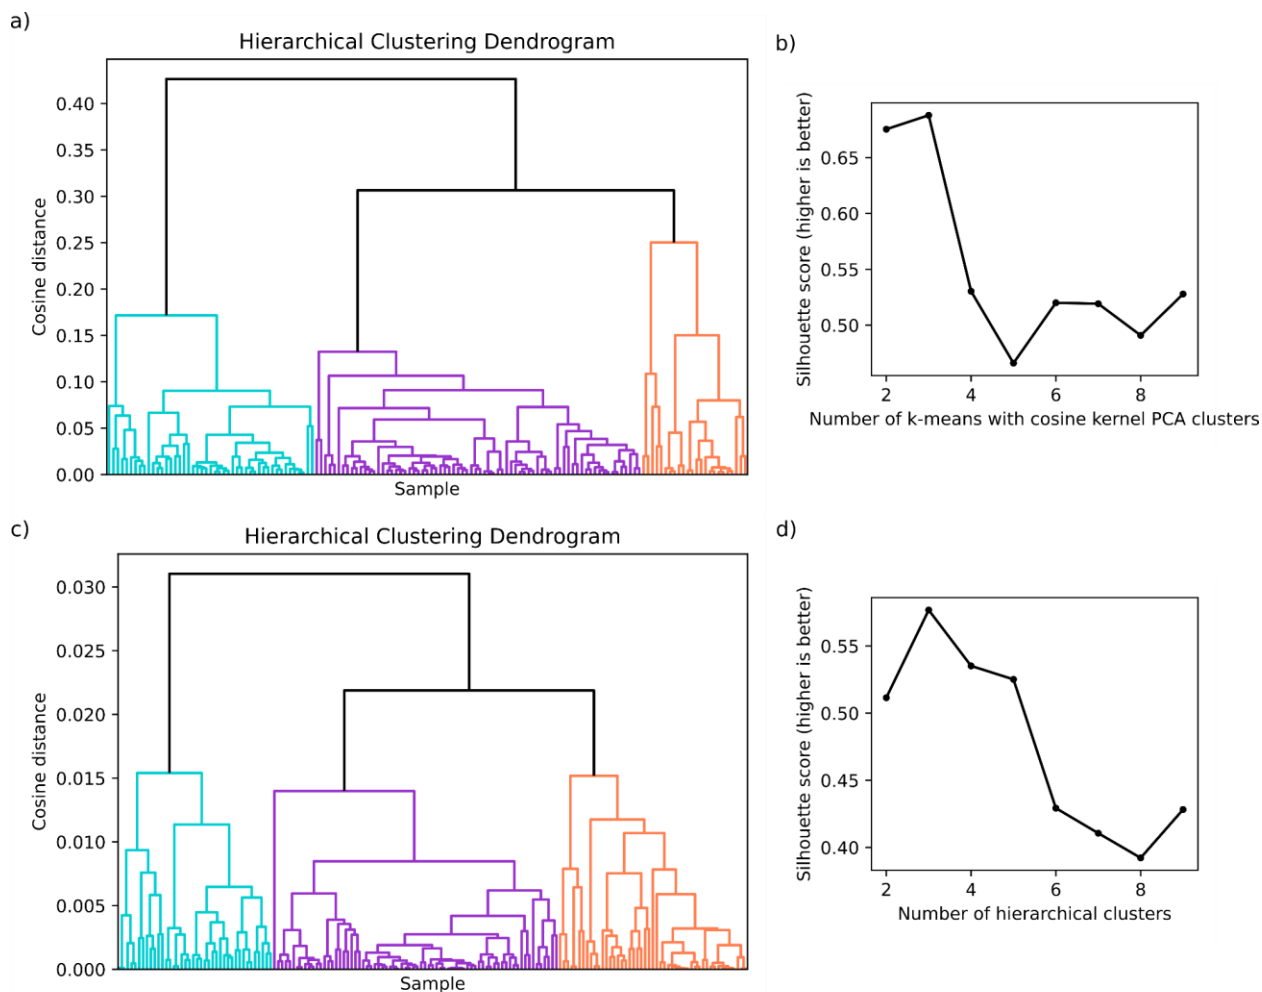 a)
Hierarchical Clustering Dendrogram
0.40
0.35
0.30
0.25
0.20
0.15
0.10
0.05
0.00
Cosine distance
Sample
b)
0.65
0.60
0.55
0.50
Silhouette score (higher is better)
2 4 6 8
Number of k-means with cosine kernel PCA clusters
c)
Hierarchical Clustering Dendrogram
0.030
0.025
0.020
0.015
0.010
0.005
0.000
Cosine distance
Sample
d)
0.55
0.50
0.45
0.40
Silhouette score (higher is better)
2 4 6 8
Number of hierarchical clusters